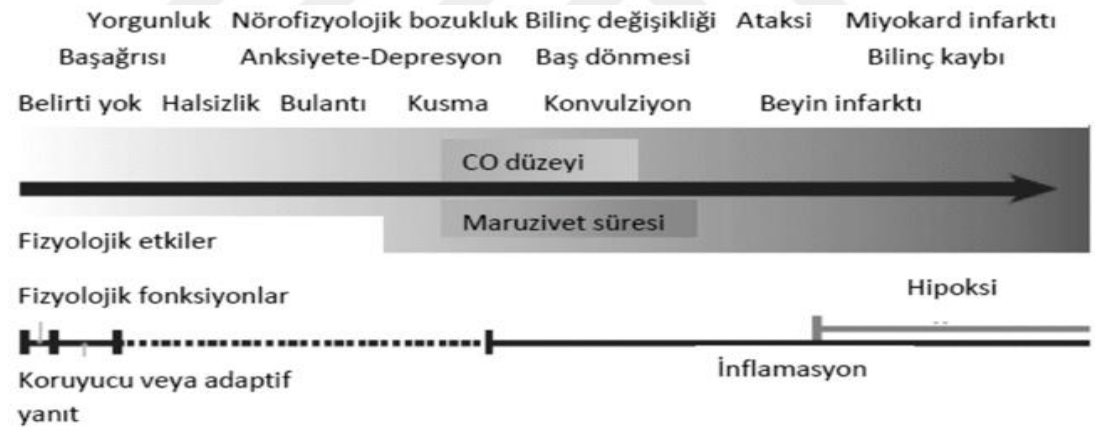 Yorgunluk Nörofizyolojik bozukluk Bilinç değişikliği Ataksi Miyokard infarktı
Başağrısı Anksiyete-Depresyon Baş dönmesi Bilinç kaybı
Belirti yok Halsizlik Bulantı Kusma Konvulziyon Beyin infarktı
CO düzeyi
Maruzivet süresi
Fizyolojik etkiler
Fizyolojik fonksiyonlar
Hipoksi
İnflamasyon
Koruyucu veya adaptif
yanıt